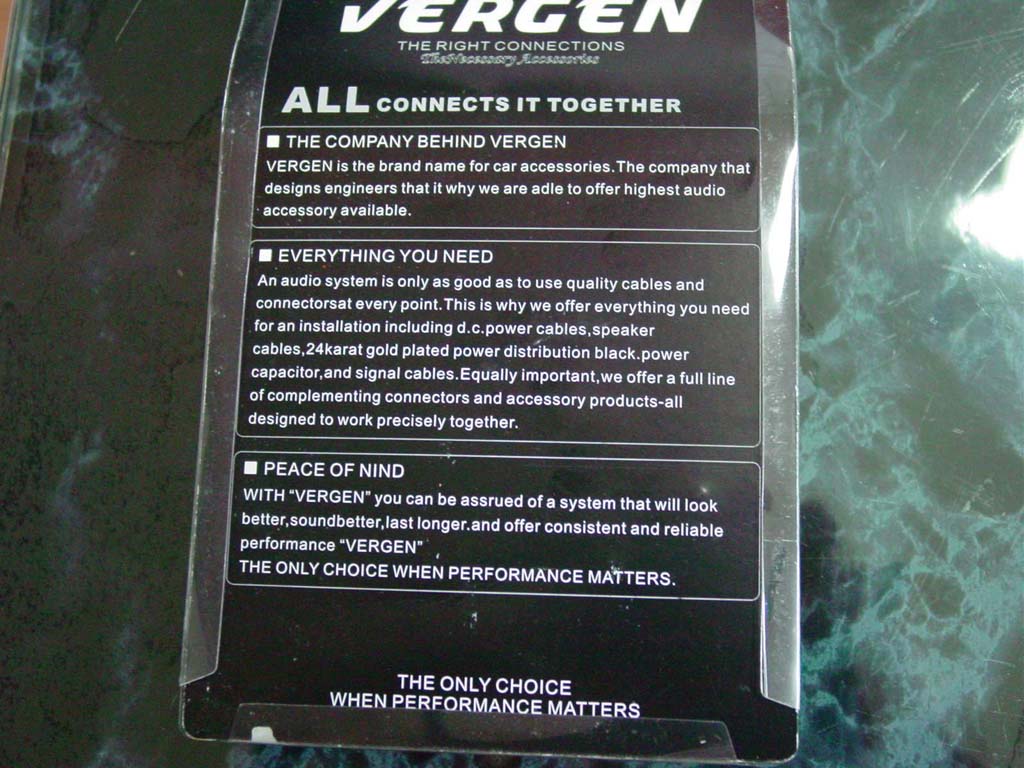 VERGEN
THE RIGHT CONNECTIONS
TheNecessary Accessories
ALL CONNECTS IT TOGETHER
■ THE COMPANY BEHIND VERGEN
VERGEN is the brand name for car accessories.The company that
designs engineers that it why we are adle to offer highest audio
accessory available.
■ EVERYTHING YOU NEED
An audio system is only as good as to use quality cables and
connectorsat every point.This is why we offer everything you need
for an installation including d.c.power cables,speaker
cables,24karat gold plated power distribution black.power
capacitor,and signal cables.Equally important,we offer a full line
of complementing connectors and accessory products-all
designed to work precisely together.
■ PEACE OF NIND
WITH “VERGEN” you can be assrued of a system that will look
better,soundbetter,last longer.and offer consistent and reliable
performance “VERGEN”
THE ONLY CHOICE WHEN PERFORMANCE MATTERS.
THE ONLY CHOICE
WHEN PERFORMANCE MATTERS